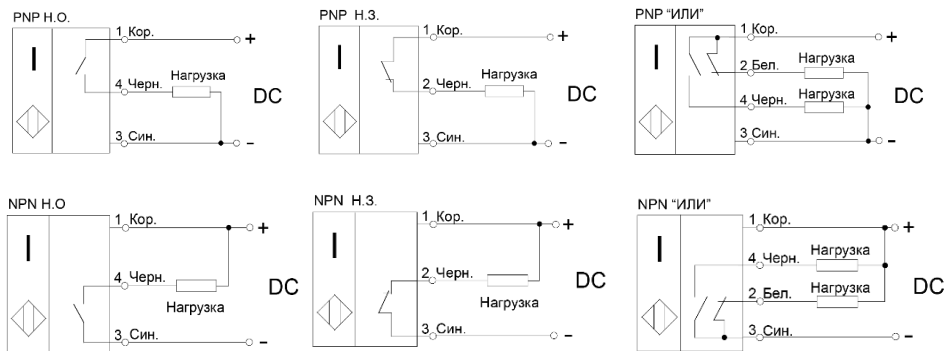 PNP Н.О.
1 Кор.
+
4 Черн.
Нагрузка
DC
3 Син.
-
PNP Н.З.
1 Кор.
+
2 Черн.
Нагрузка
DC
3 Син.
-
PNP “ИЛИ”
1 Кор.
+
2 Бел.
Нагрузка
4 Черн.
Нагрузка
DC
3 Син.
-
NPN Н.О
1 Кор.
+
4 Черн.
Нагрузка
DC
3 Син.
-
NPN Н.З.
1 Кор.
+
2 Черн.
Нагрузка
DC
3 Син.
-
NPN “ИЛИ”
1 Кор.
+
4 Черн.
Нагрузка
2 Бел.
Нагрузка
DC
3 Син.
-